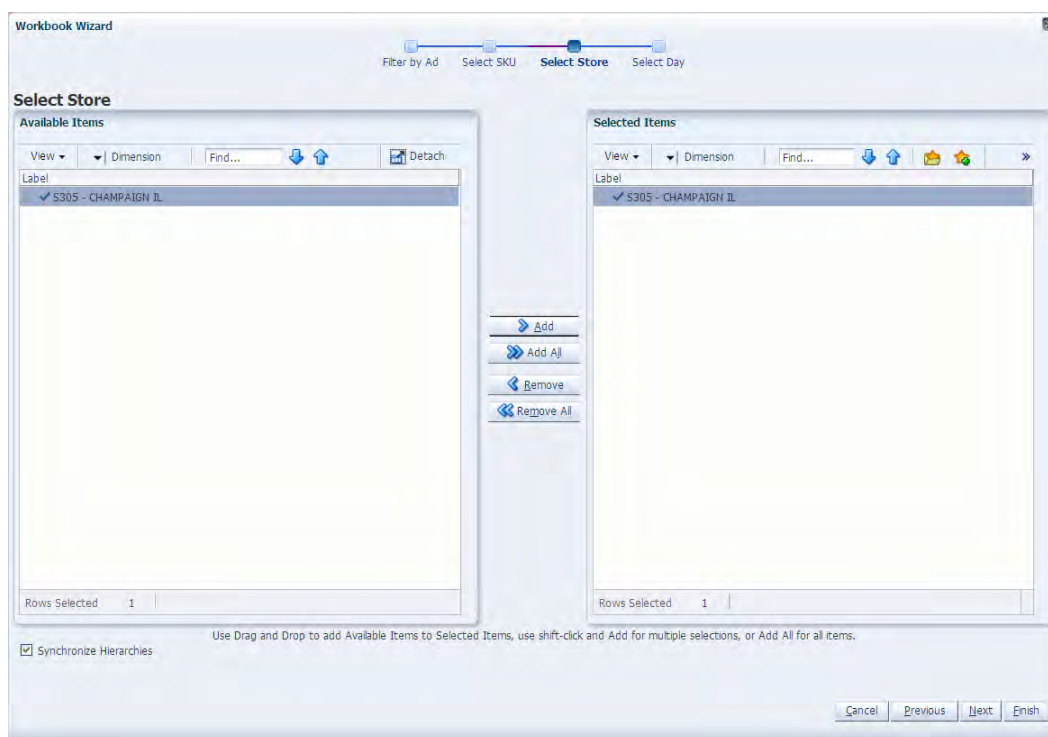 Workbook Wizard
Filter by Ad Select SKU Select Store Select Day
Select Store
Available Items
View Dimension Find... Detach
Label
S305 - CHAMPAIGN IL
Rows Selected 1
Add
Add All
Remove
Remove All
Selected Items
View Dimension Find... »
Label
S305 - CHAMPAIGN IL
Rows Selected 1
Use Drag and Drop to add Available Items to Selected Items, use shift-click and Add for multiple selections, or Add All for all items.
Synchronize Hierarchies
Cancel Previous Next Finish